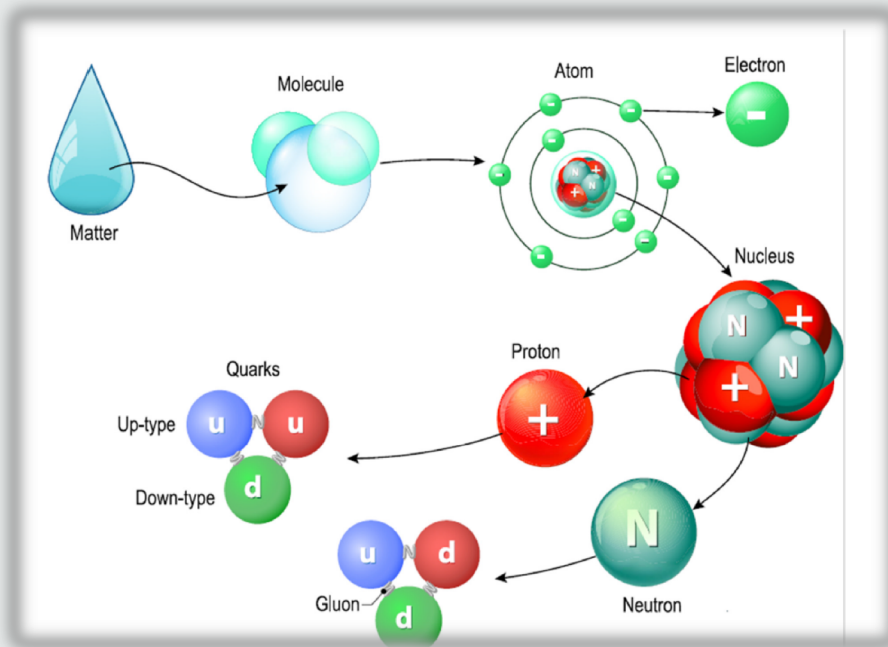 Matter
Molecule
Atom
Electron
-
-
-
-
-
-
-
-
-
N
+
+
N
Nucleus
N
+
N
+
Proton
+
Quarks
Up-type
u
u
Down-type
d
N
Neutron
u
d
Gluon
d